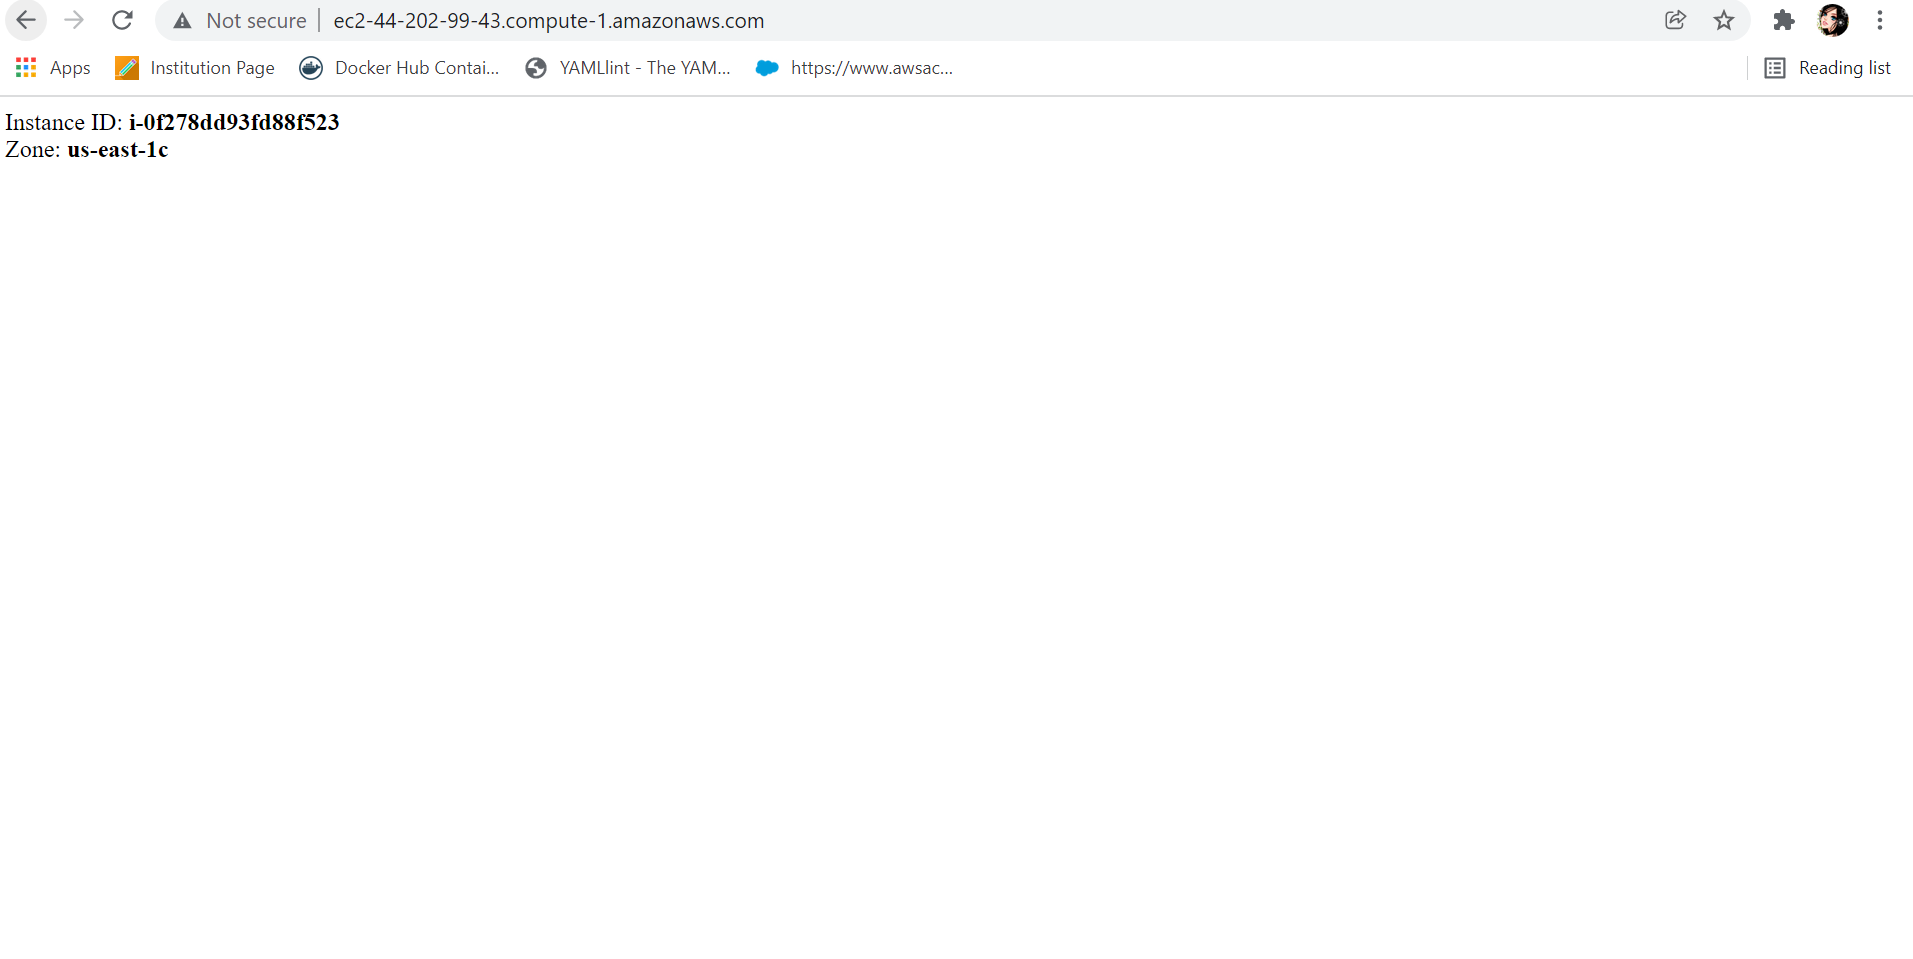 Not secure | ec2-44-202-99-43.compute-1.amazonaws.com
Apps Institution Page Docker Hub Contai... YAMLlint - The YAM... https://www.awsac... Reading list
Instance ID: i-0f278dd93fd88f523
Zone: us-east-1c